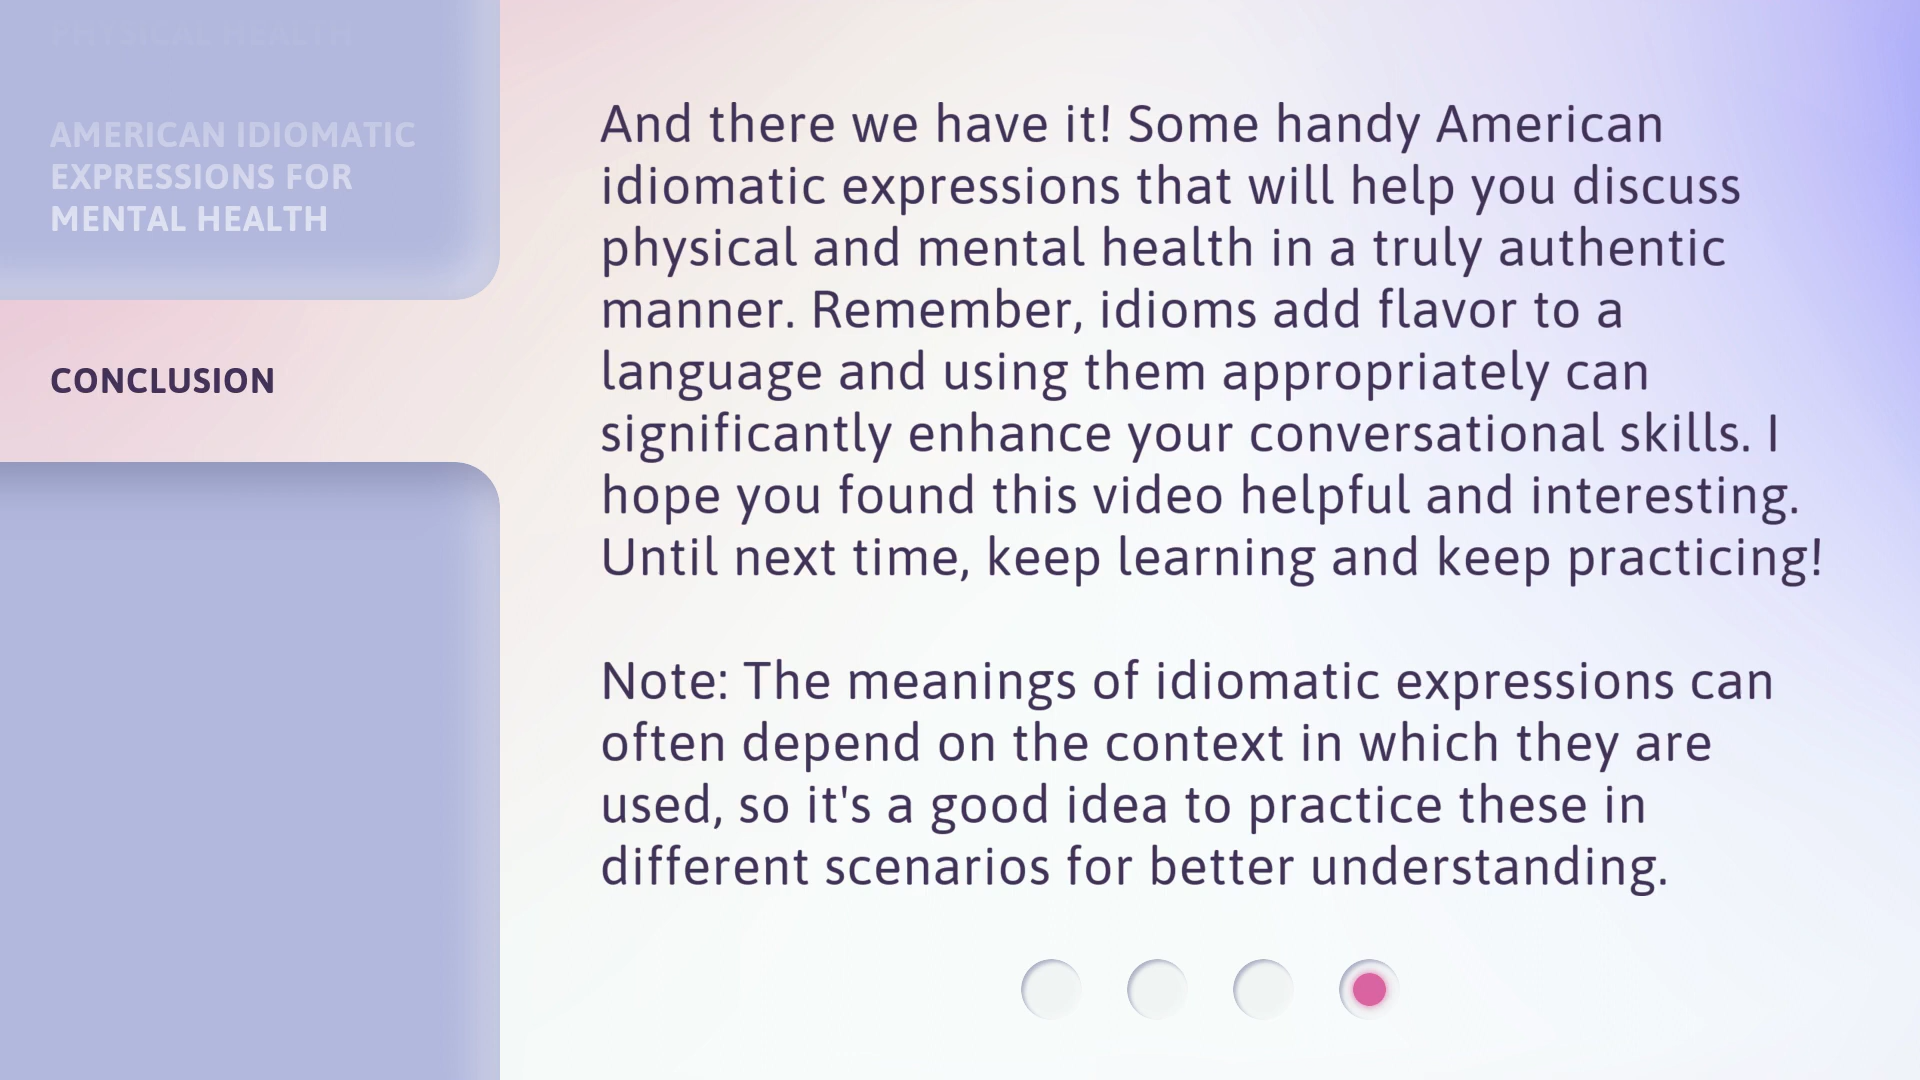 PHYSICAL HEALTH
AMERICAN IDIOMATIC
EXPRESSIONS FOR
MENTAL HEALTH
CONCLUSION
And there we have it! Some handy American
idiomatic expressions that will help you discuss
physical and mental health in a truly authentic
manner. Remember, idioms add flavor to a
language and using them appropriately can
significantly enhance your conversational skills. I
hope you found this video helpful and interesting.
Until next time, keep learning and keep practicing!
Note: The meanings of idiomatic expressions can
often depend on the context in which they are
used, so it's a good idea to practice these in
different scenarios for better understanding.